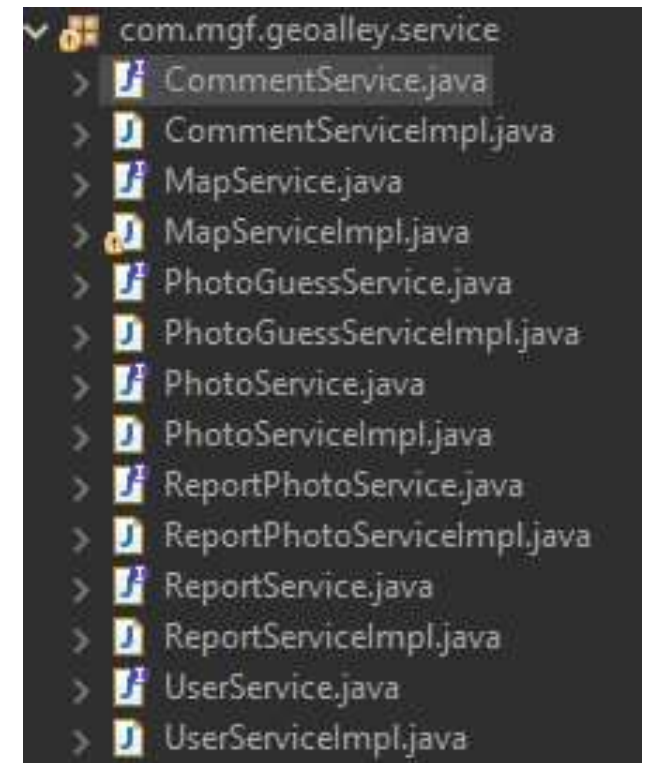 com.mgf.geoalley.service
CommentService.java
CommentServiceImpl.java
MapService.java
MapServiceImpl.java
PhotoGuessService.java
PhotoGuessServiceImpl.java
PhotoService.java
PhotoServiceImpl.java
ReportPhotoService.java
ReportPhotoServiceImpl.java
ReportService.java
ReportServiceImpl.java
UserService.java
UserServiceImpl.java